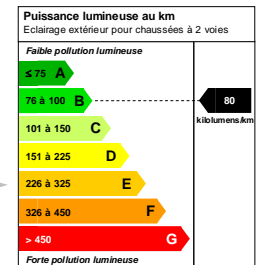 Puissance lumineuse au km
Eclairage extérieur pour chaussées à 2 voies
Faible pollution lumineuse
≤ 75 A
76 à 100 B 80
kilolumens/km
101 à 150 C
151 à 225 D
226 à 325 E
326 à 450 F
> 450 G
Forte pollution lumineuse